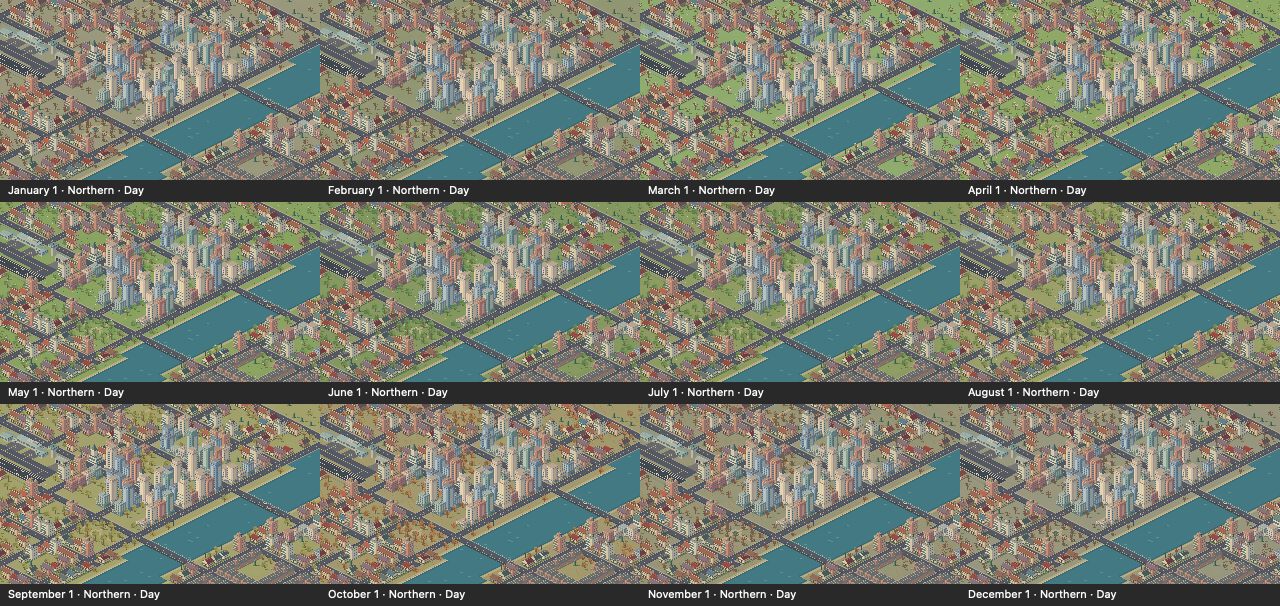 January 1 · Northern · Day
February 1 · Northern · Day
March 1 · Northern · Day
April 1 · Northern · Day
May 1 · Northern · Day
June 1 · Northern · Day
July 1 · Northern · Day
August 1 · Northern · Day
September 1 · Northern · Day
October 1 · Northern · Day
November 1 · Northern · Day
December 1 · Northern · Day